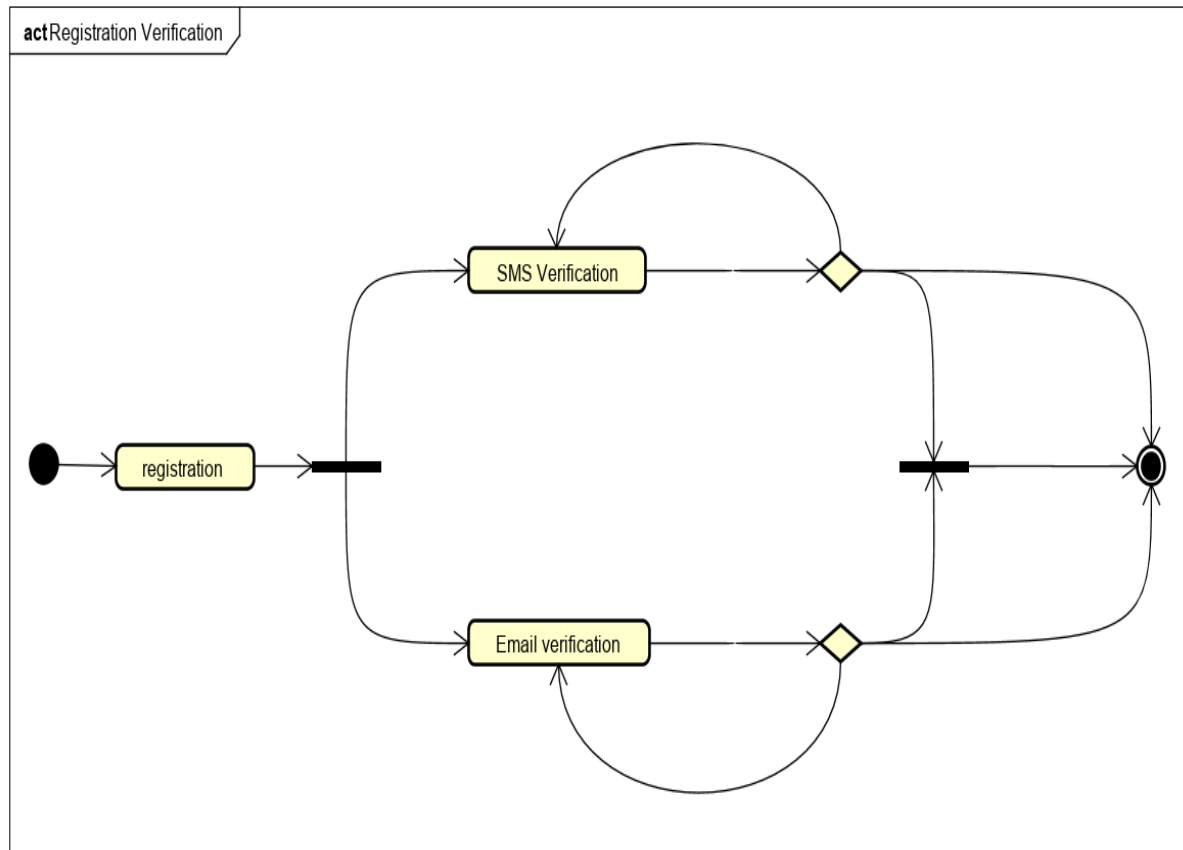 act Registration Verification
SMS Verification
registration
Email verification